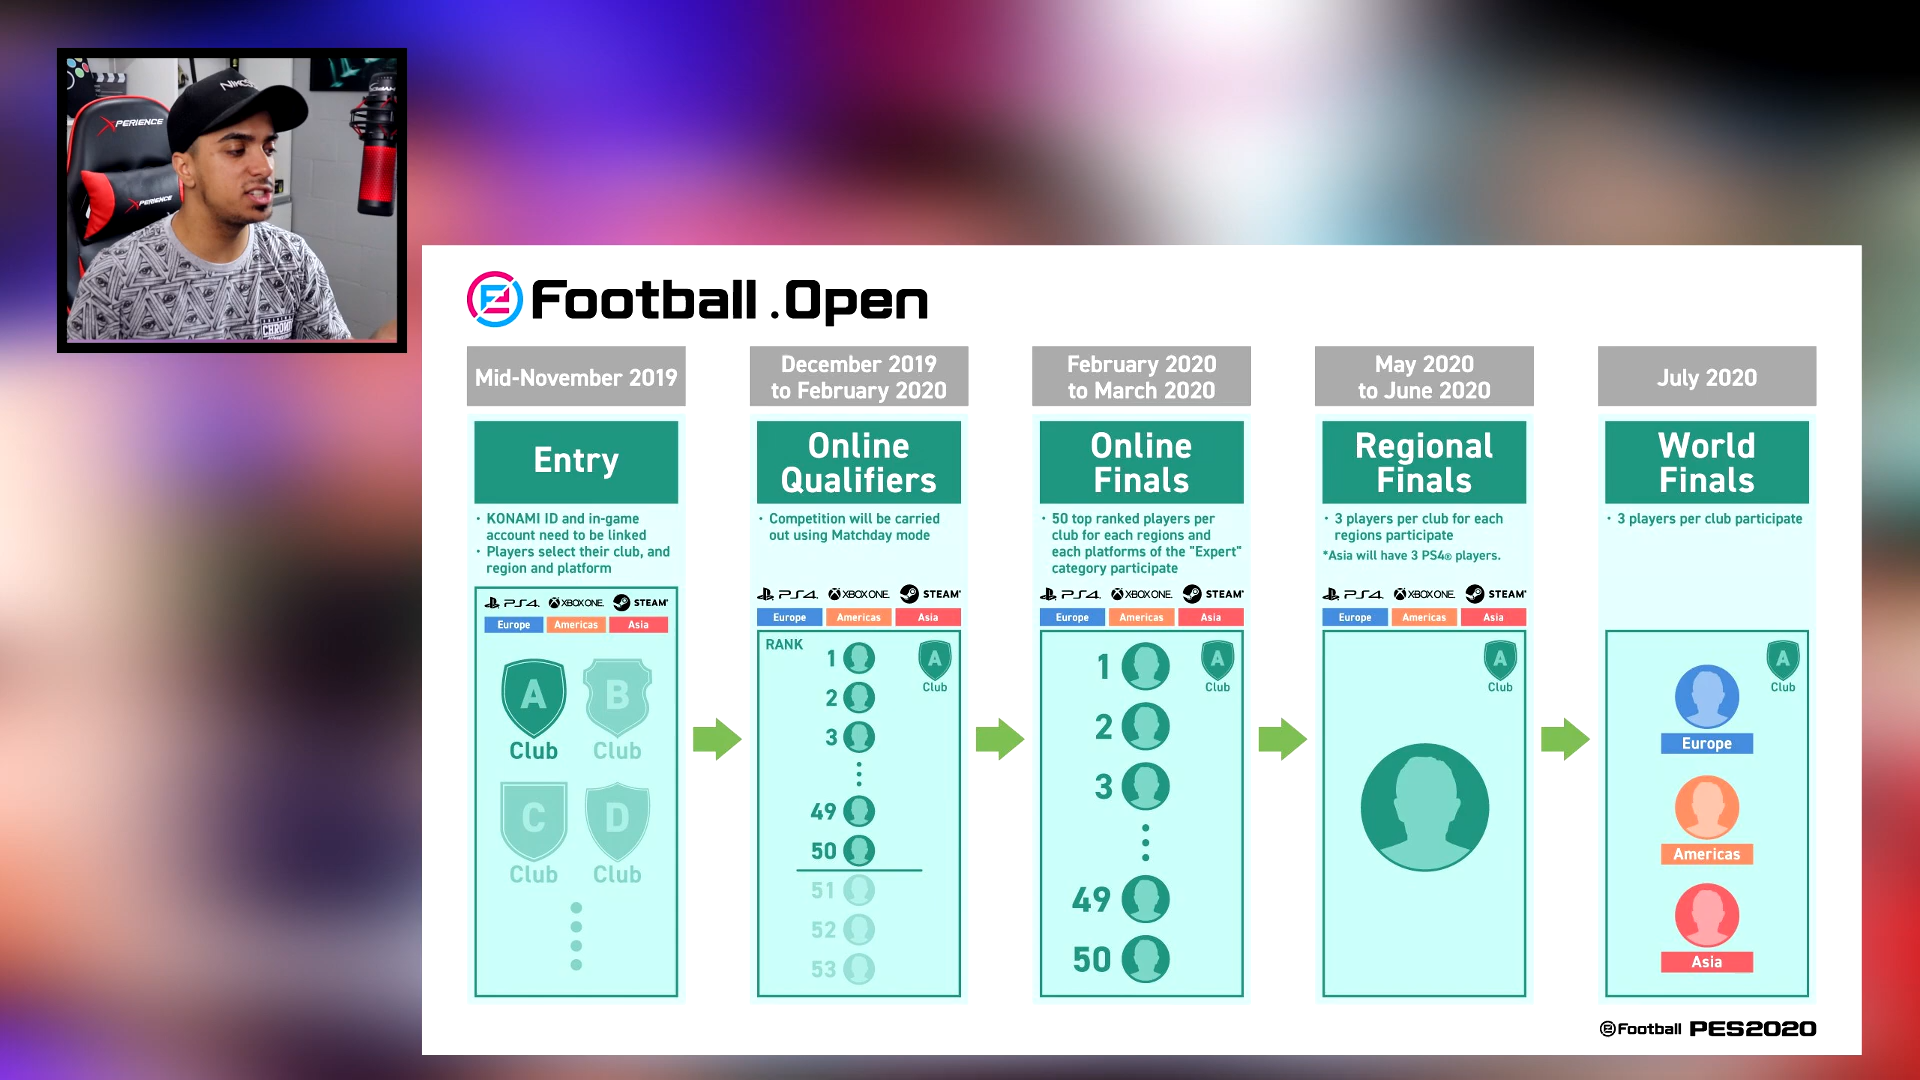 NIKOS
XPERIENCE
XPERIENCE
CHRONIC
Football .Open
Mid-November 2019
Entry
· KONAMI ID and in-game
account need to be linked
· Players select their club, and
region and platform
PS4 XBOX ONE STEAM
Europe Americas Asia
A B
Club Club
C D
Club Club
December 2019
to February 2020
Online
Qualifiers
· Competition will be carried
out using Matchday mode
PS4 XBOX ONE STEAM
Europe Americas Asia
RANK
A
Club
1
2
3
49
50
51
52
53
February 2020
to March 2020
Online
Finals
· 50 top ranked players per
club for each regions and
each platforms of the "Expert"
category participate
PS4 XBOX ONE STEAM
Europe Americas Asia
A
Club
1
2
3
49
50
May 2020
to June 2020
Regional
Finals
· 3 players per club for each
regions participate
*Asia will have 3 PS4® players.
PS4 XBOX ONE STEAM
Europe Americas Asia
A
Club
July 2020
World
Finals
· 3 players per club participate
A
Club
Europe
Americas
Asia
Football PES2020